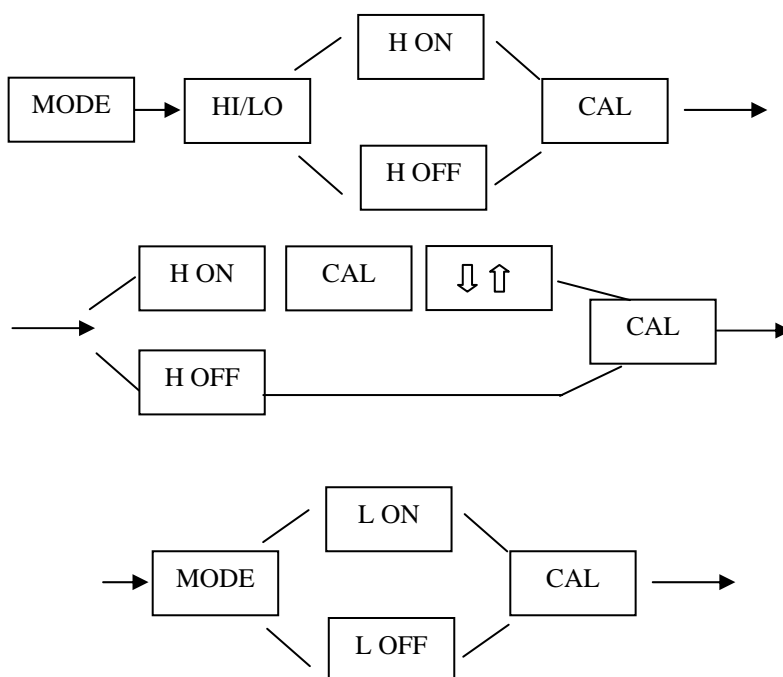 H ON
MODE HI/LO CAL
H OFF
H ON CAL ⇩⇧
CAL
H OFF
L ON
MODE CAL
L OFF